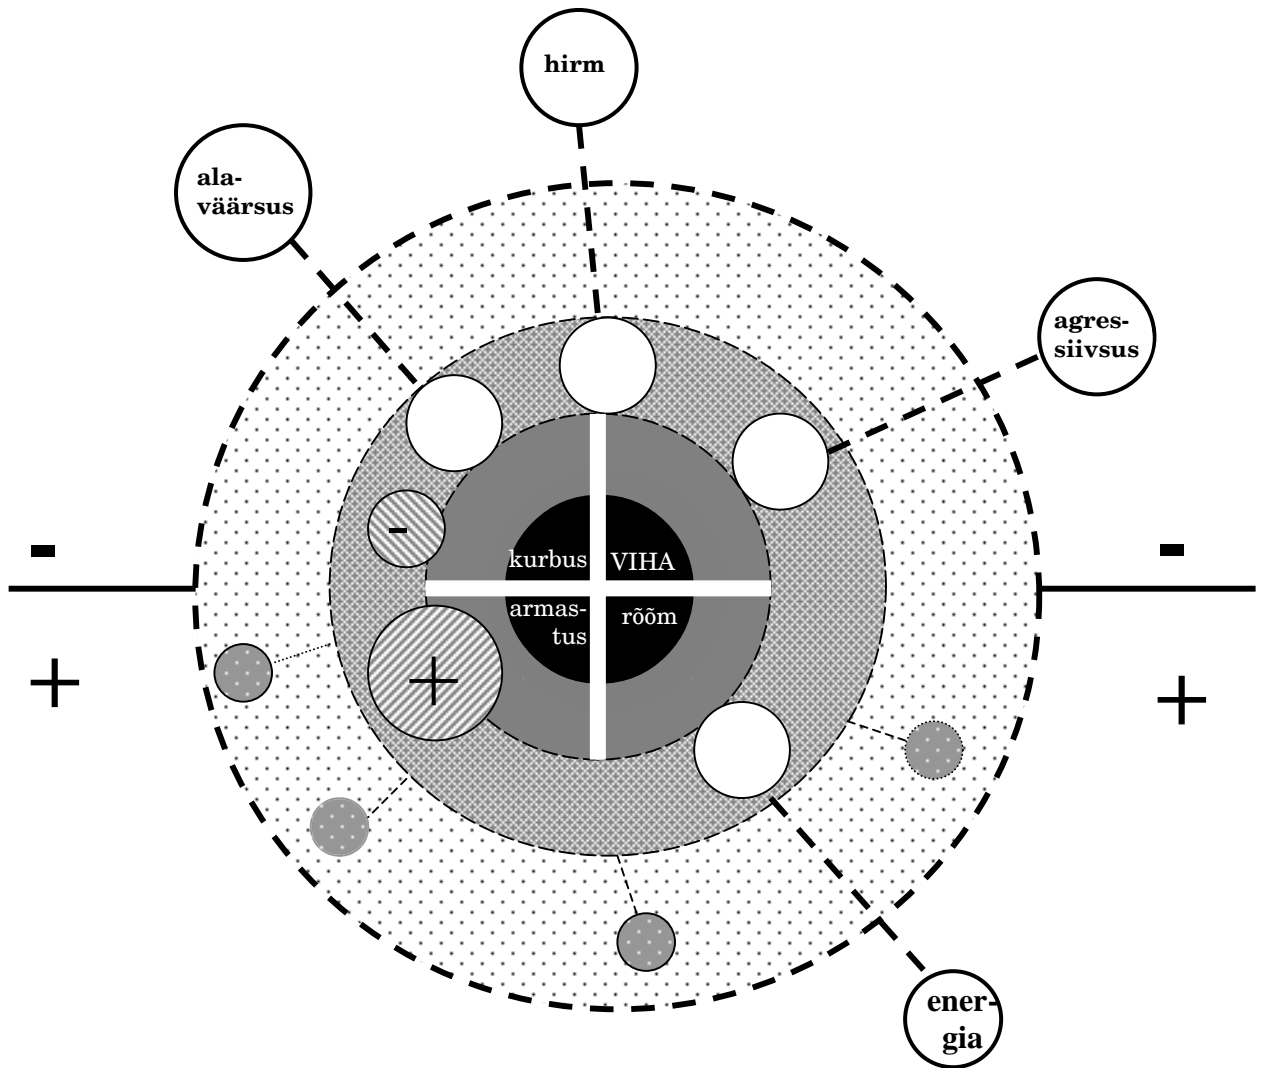 hirm
ala-
väärsus
agres-
siivsus
-
kurbus VIHA
-
-
armas-
tus
rõõm
+
+
+
ener-
gia